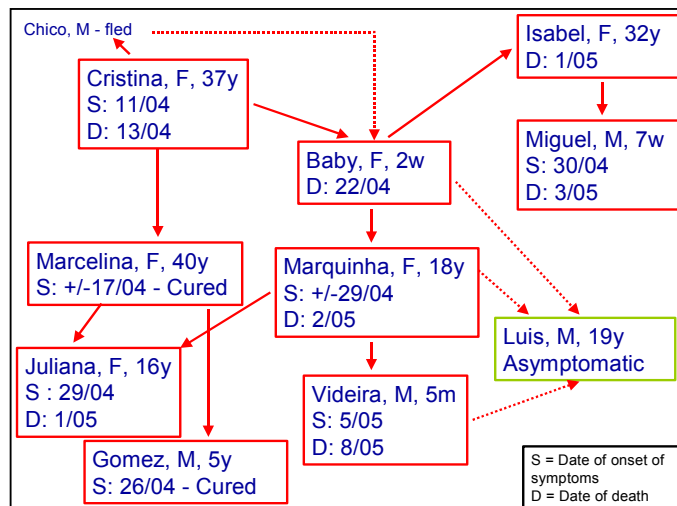 Chico, M - fled
Isabel, F, 32y
D: 1/05
Cristina, F, 37y
S: 11/04
D: 13/04
Miguel, M, 7w
S: 30/04
D: 3/05
Baby, F, 2w
D: 22/04
Marcelina, F, 40y
S: +/-17/04 - Cured
Marquinha, F, 18y
S: +/-29/04
D: 2/05
Luis, M, 19y
Asymptomatic
Juliana, F, 16y
S : 29/04
D: 1/05
Videira, M, 5m
S: 5/05
D: 8/05
Gomez, M, 5y
S: 26/04 - Cured
S = Date of onset of
symptoms
D = Date of death